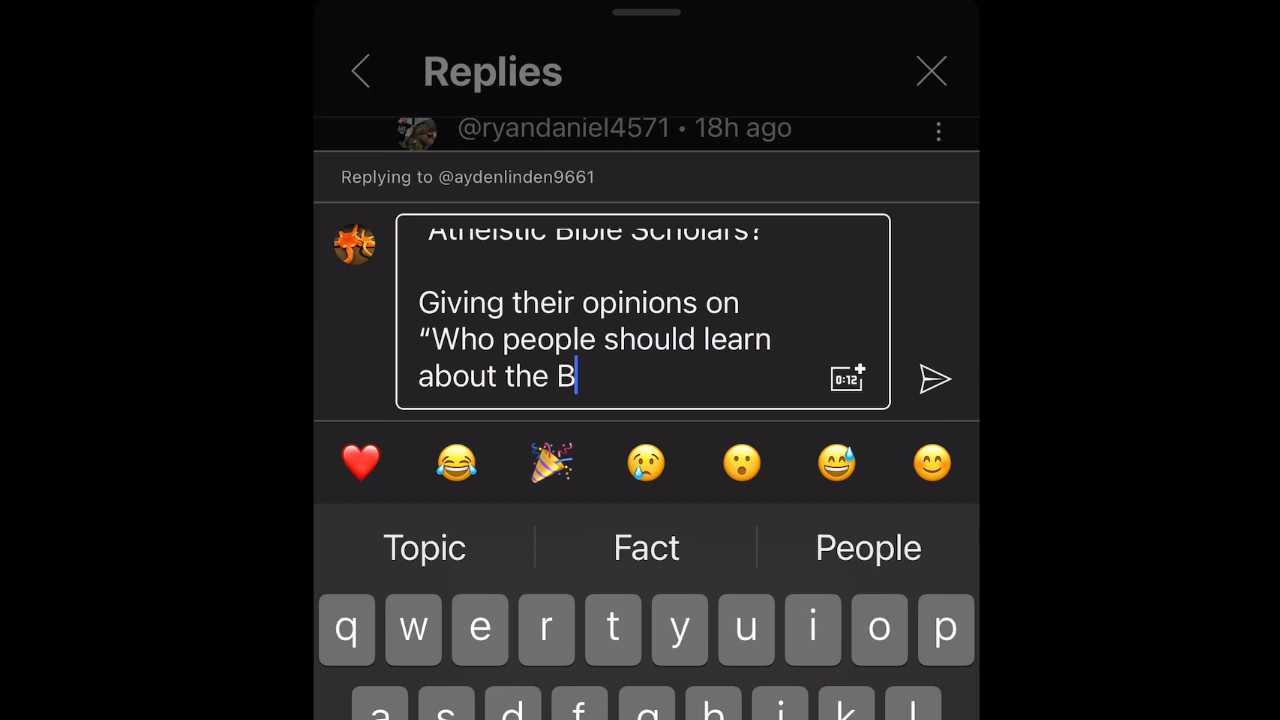 Replies
@ryandaniel4571 • 18h ago
Replying to @aydenlinden9661
Atheistic Bible Scholars?
Giving their opinions on
“Who people should learn
about the B
0:12
Topic Fact People
q w e r t y u i o p
a s d f g h j k l